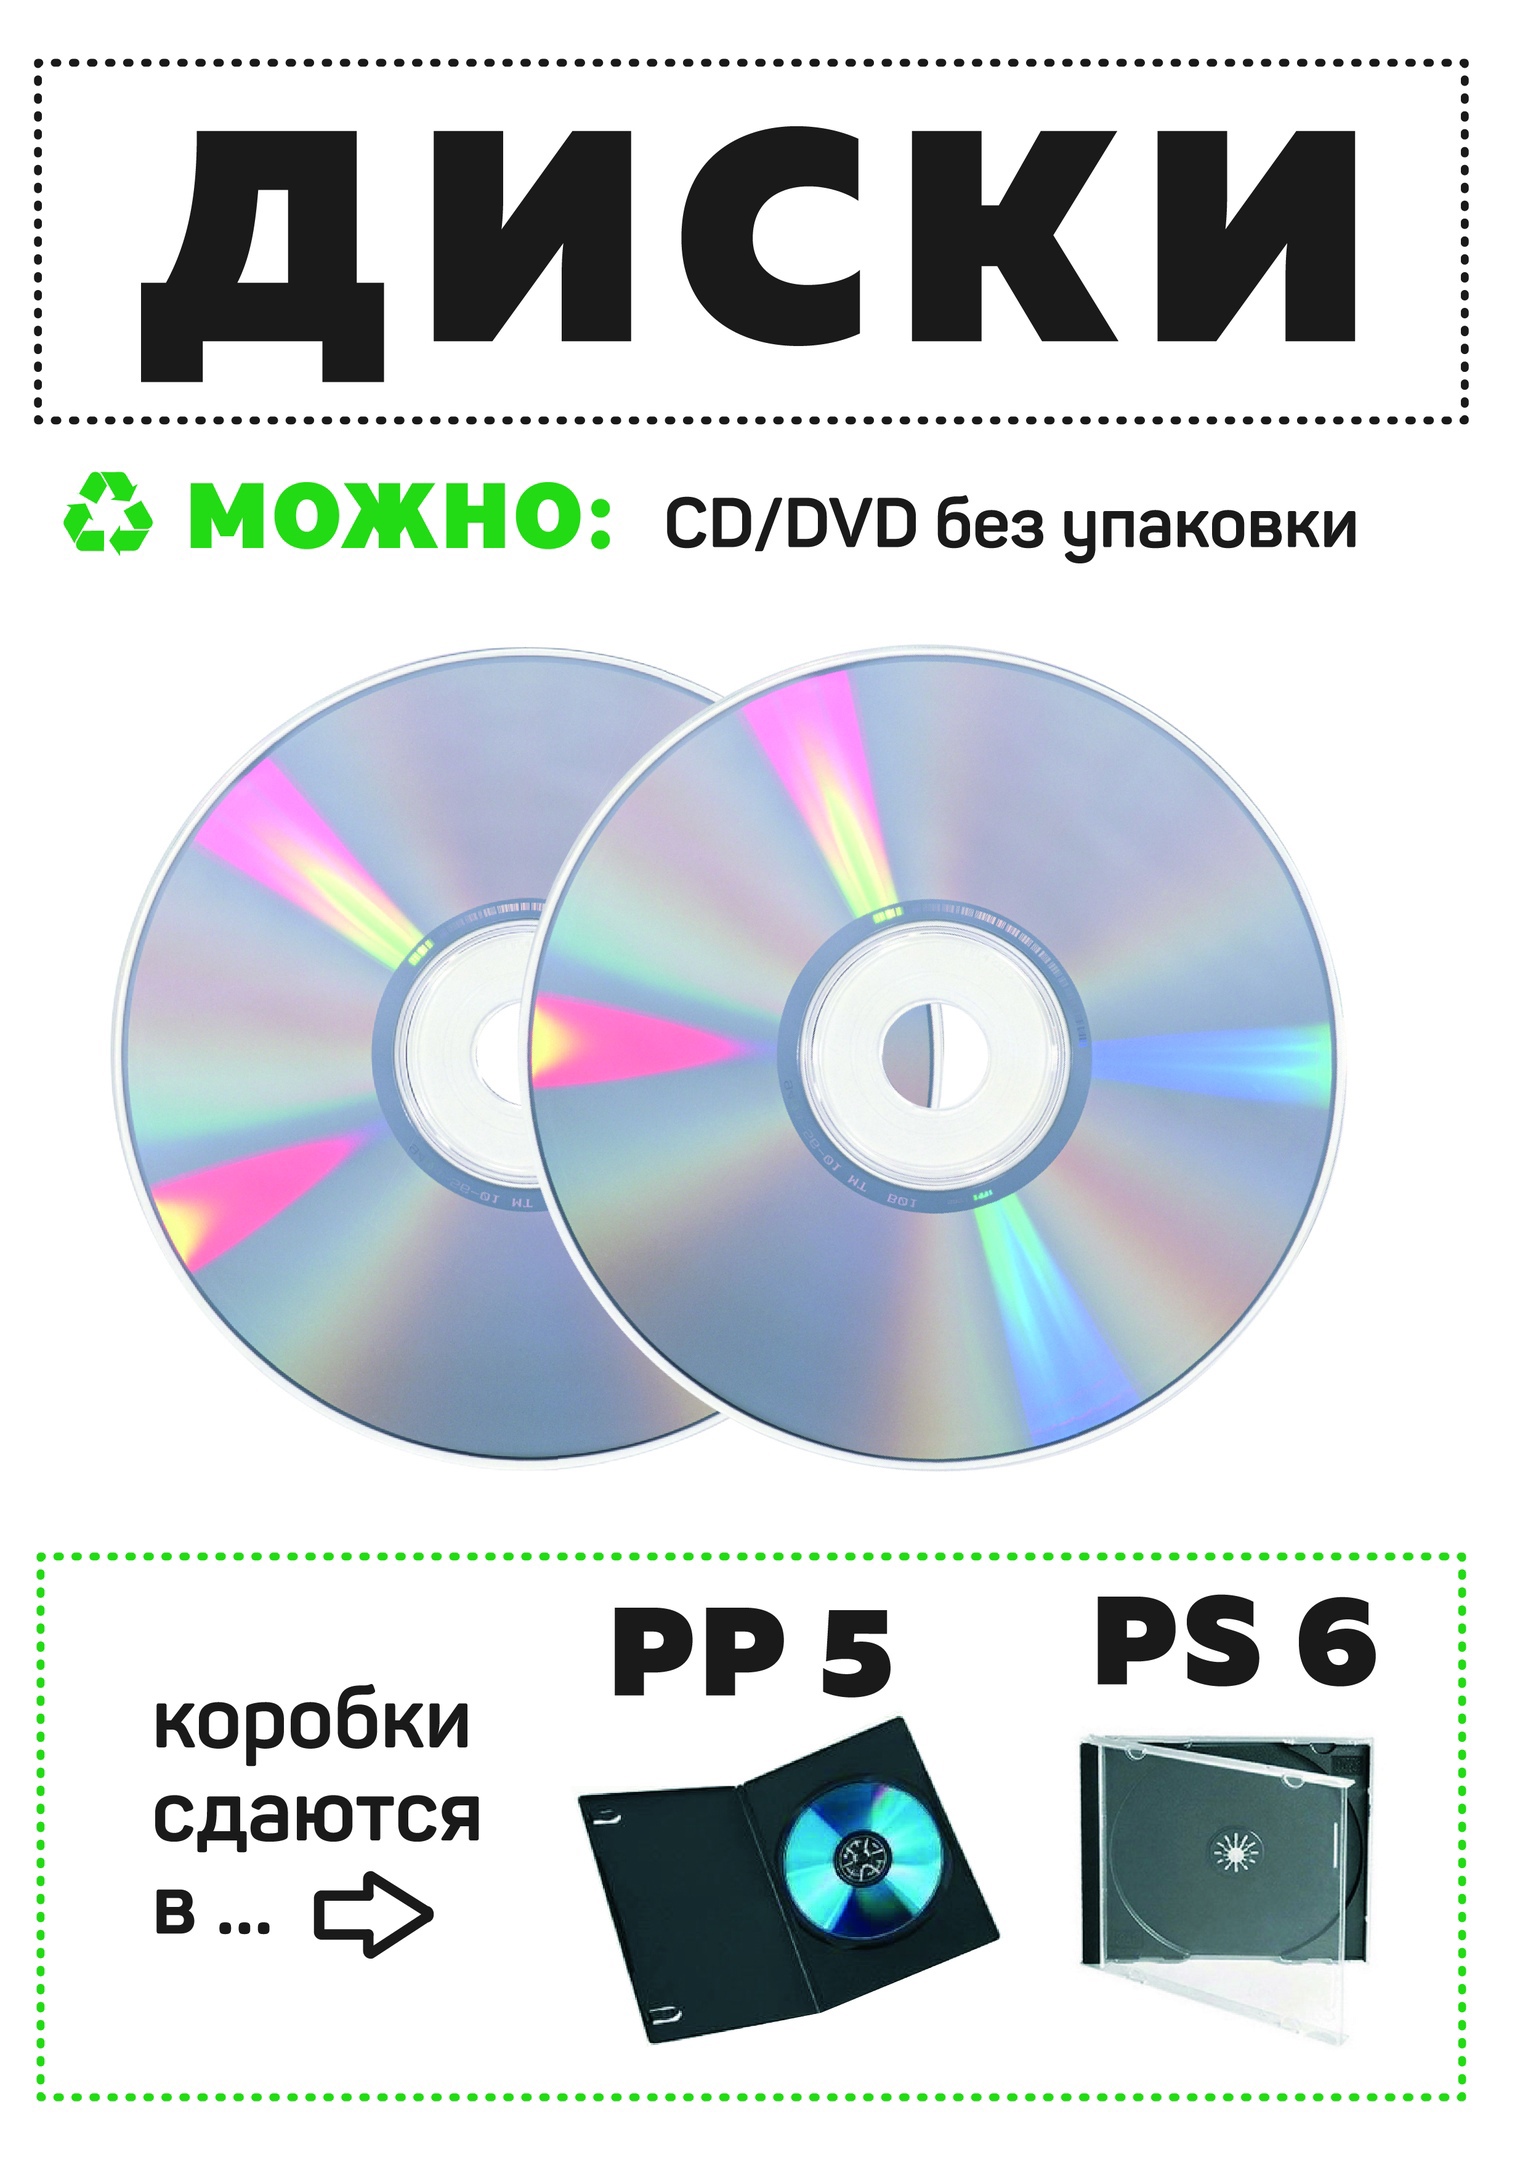 ДИСКИ
МОЖНО: CD/DVD без упаковки
PP 5
PS 6
коробки
сдаются
в ...